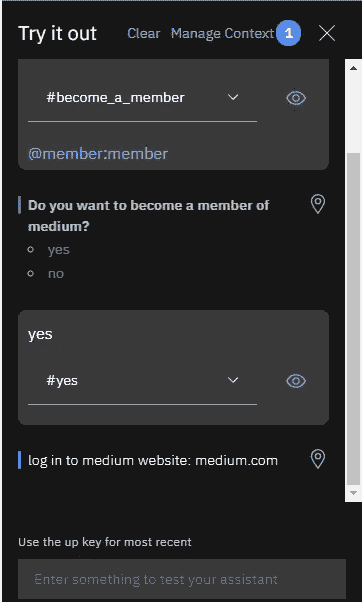 Try it out Clear Manage Context 1
#become_a_member
@member:member
Do you want to become a member of
medium?
yes
no
yes
#yes
log in to medium website: medium.com
Use the up key for most recent
Enter something to test your assistant